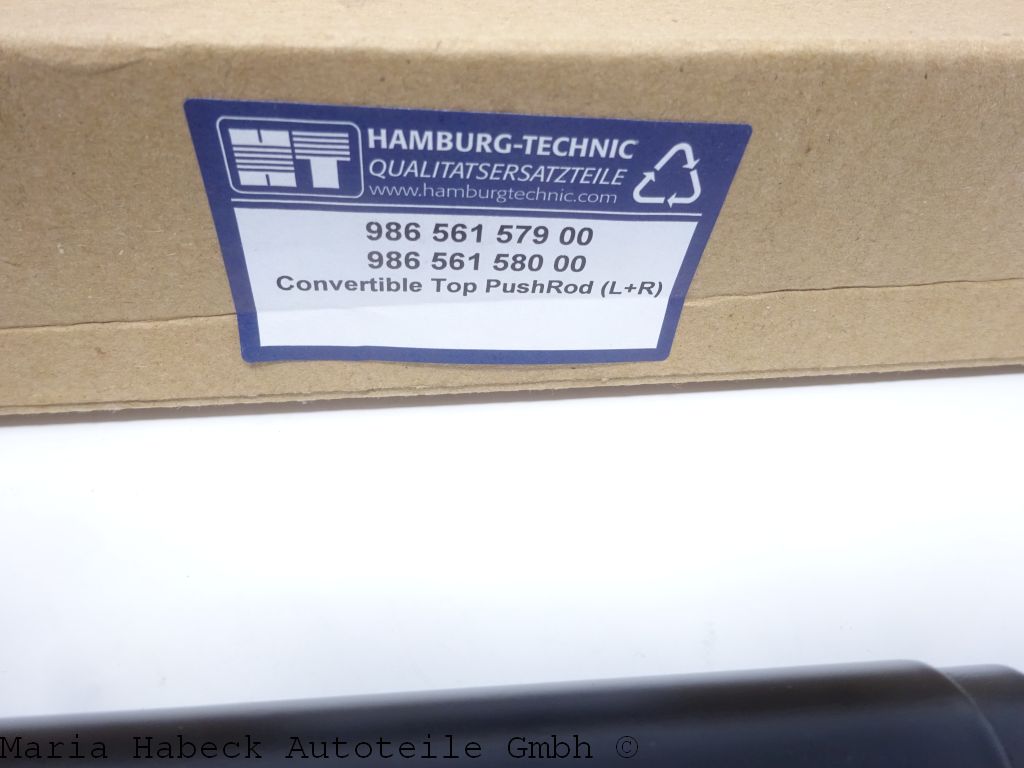 HT
HAMBURG-TECHNIC
QUALITATSERSATZTEILE
www.hamburgtechnic.com
986 561 579 00
986 561 580 00
Convertible Top PushRod (L+R)
Maria Habeck Autoteile Gmbh ©